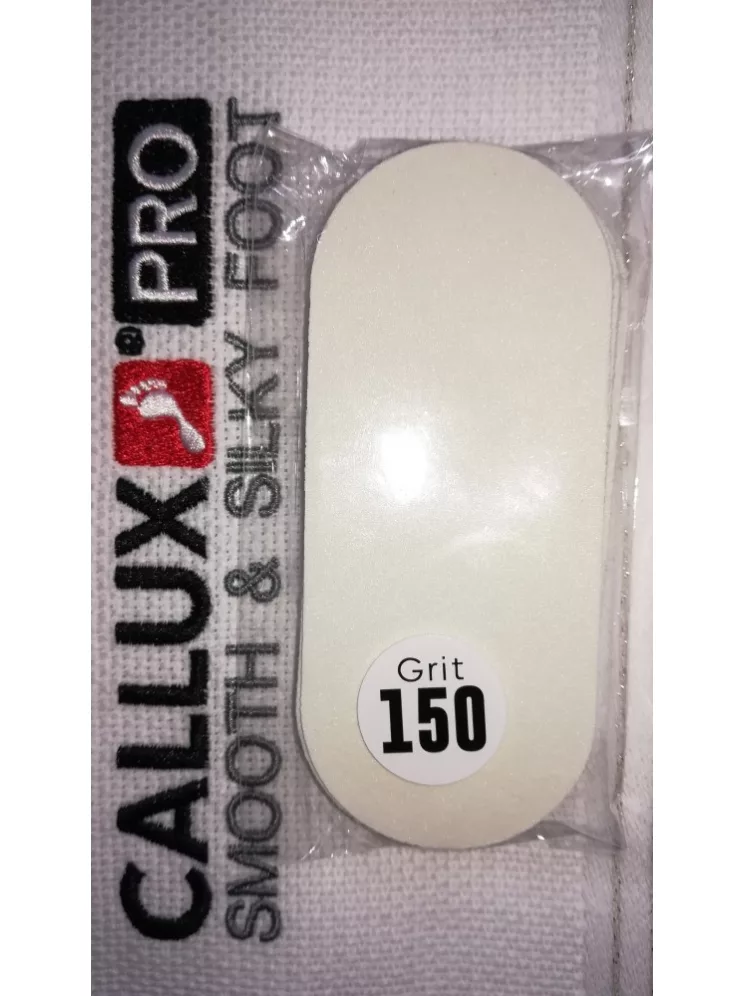 CALLUX® PRO
SMOOTH & SILKY FOOT
Grit
150